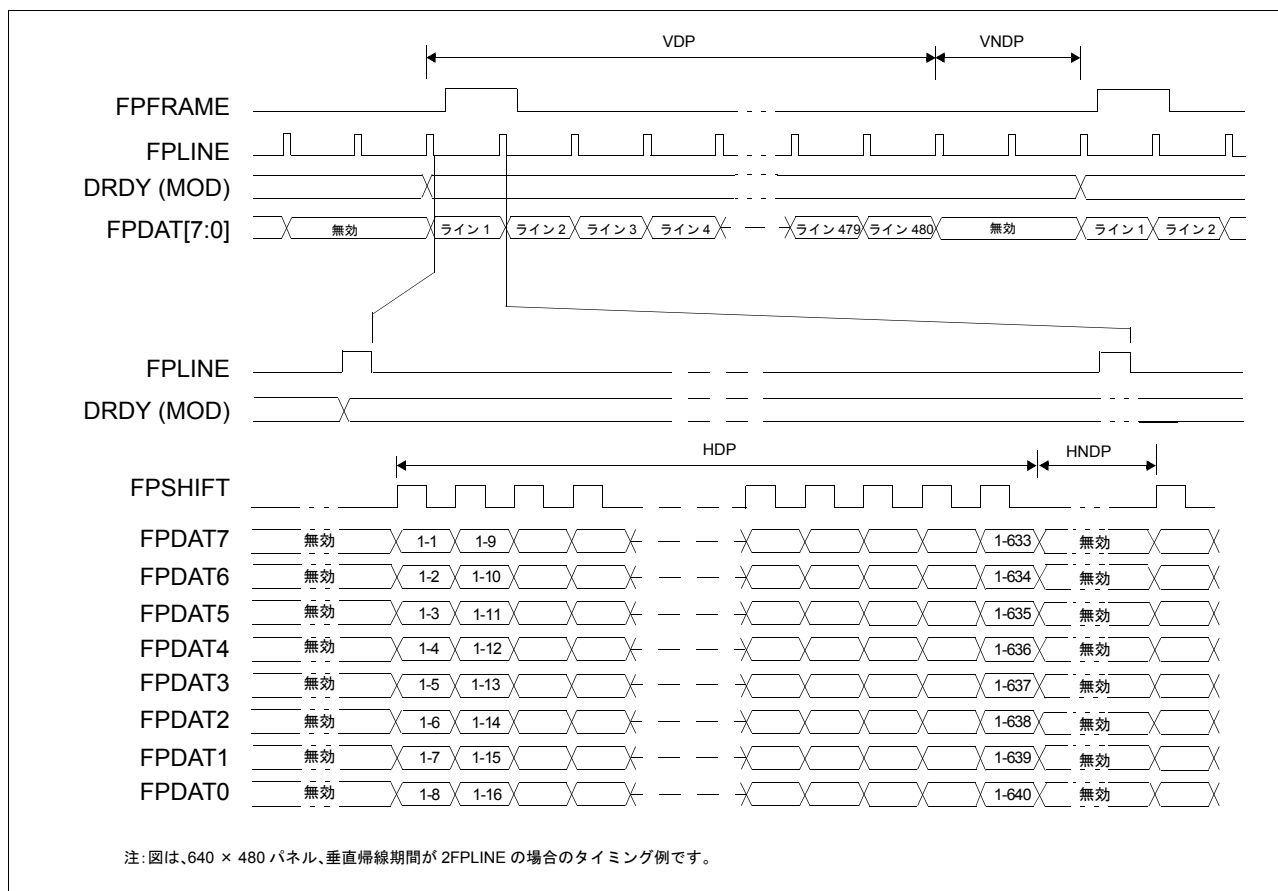 VDP VNDP
FPFRAME
FPLINE
DRDY (MOD)
FPDAT[7:0] 無効 ライン 1 ライン 2 ライン 3 ライン 4 ライン 479 ライン 480 無効 ライン 1 ライン 2
FPLINE
DRDY (MOD)
HDP HNDP
FPSHIFT
FPDAT7 無効 1-1 1-9 1-633 無効
FPDAT6 無効 1-2 1-10 1-634 無効
FPDAT5 無効 1-3 1-11 1-635 無効
FPDAT4 無効 1-4 1-12 1-636 無効
FPDAT3 無効 1-5 1-13 1-637 無効
FPDAT2 無効 1-6 1-14 1-638 無効
FPDAT1 無効 1-7 1-15 1-639 無効
FPDAT0 無効 1-8 1-16 1-640 無効
注: 図は、640 × 480 パネル、垂直帰線期間が 2FPLINE の場合のタイミング例です。